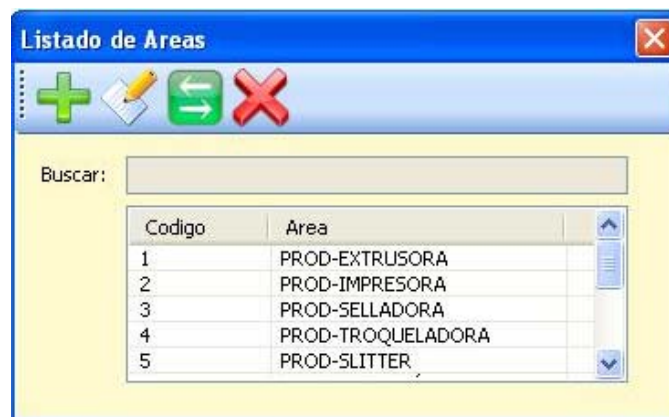 Listado de Areas
Buscar:
Codigo Area
1 PROD-EXTRUSORA
2 PROD-IMPRESORA
3 PROD-SELLADORA
4 PROD-TROQUELADORA
5 PROD-SLITTER